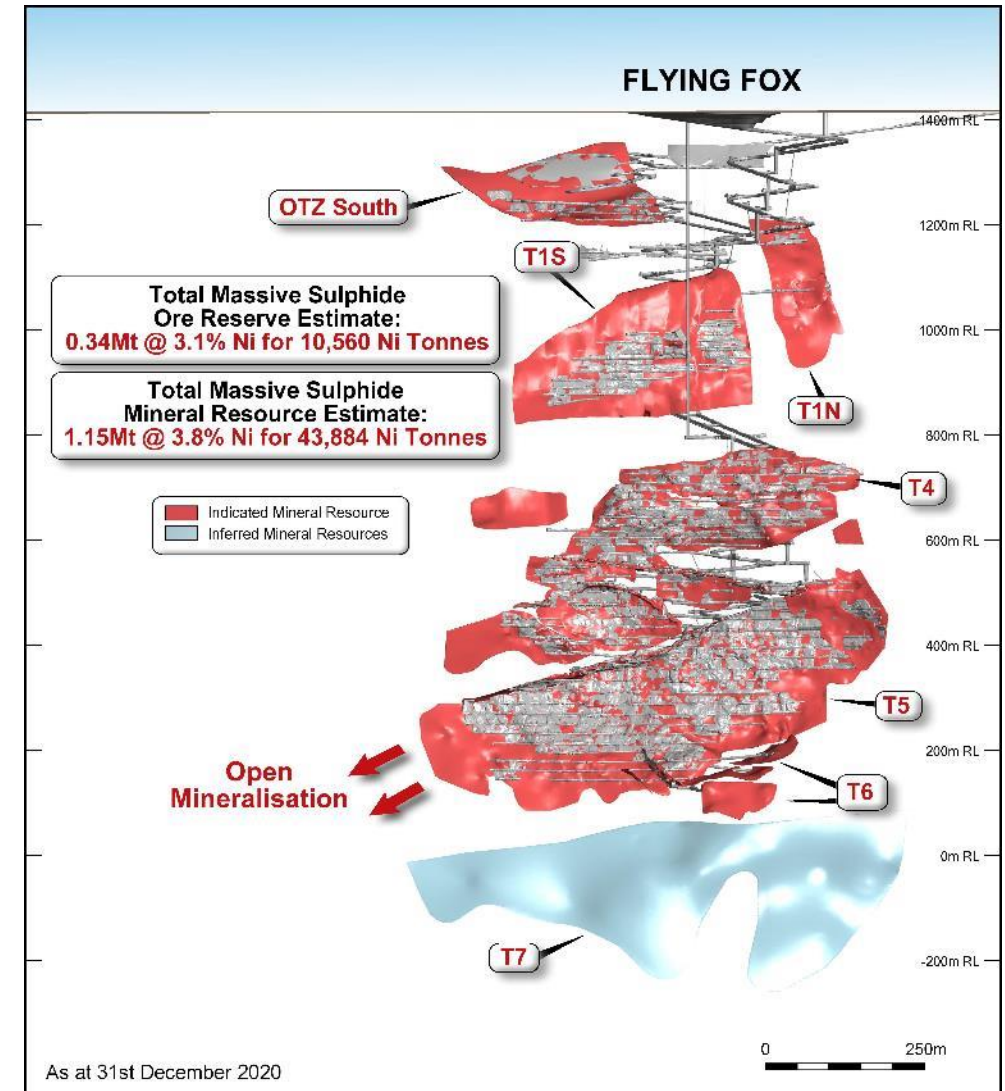 FLYING FOX
1400m RL
OTZ South
1200m RL
T1S
Total Massive Sulphide
Ore Reserve Estimate:
0.34Mt @ 3.1% Ni for 10,560 Ni Tonnes
1000m RL
Total Massive Sulphide
Mineral Resource Estimate:
1.15Mt @ 3.8% Ni for 43,884 Ni Tonnes
T1N
800m RL
T4
Indicated Mineral Resource
Inferred Mineral Resources
600m RL
400m RL
T5
200m RL
Open
Mineralisation
T6
0m RL
T7
-200m RL
0 250m
As at 31st December 2020